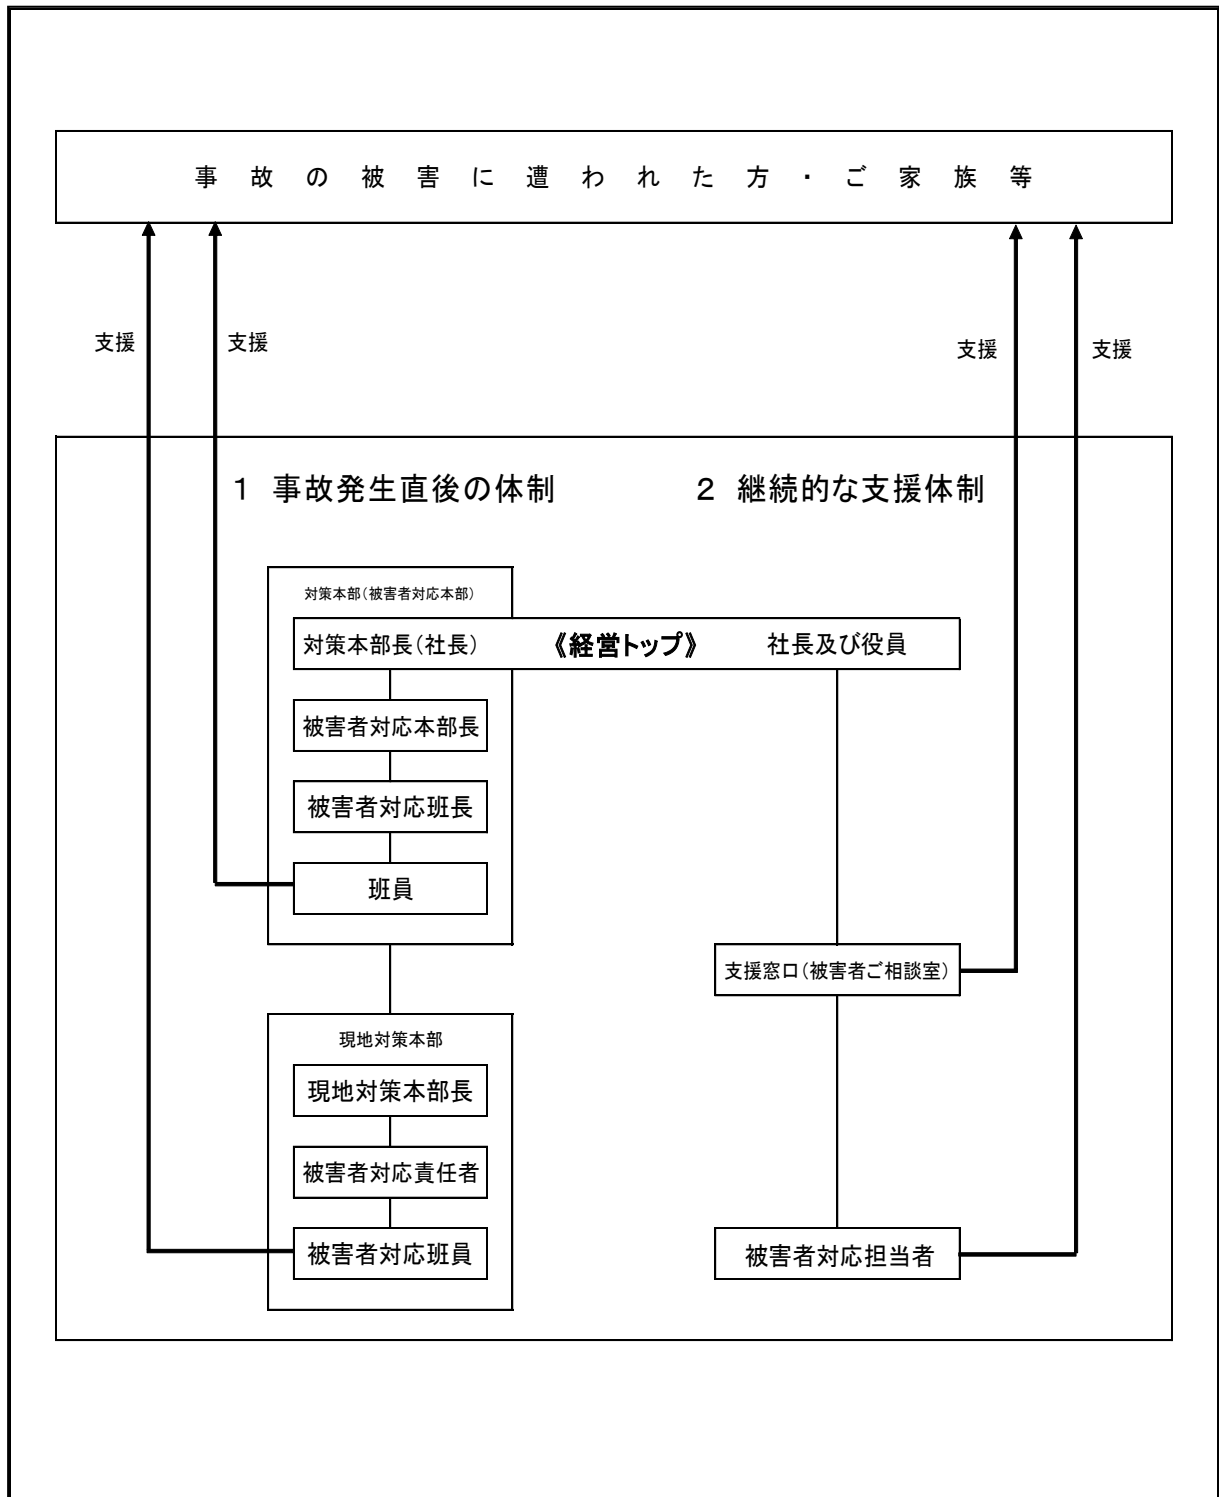 事故の被害に遭われた方・ご家族等
支援
支援
支援
支援
1 事故発生直後の体制
2 継続的な支援体制
対策本部（被害者対応本部）
対策本部長（社長）
《経営トップ》
社長及び役員
被害者対応本部長
被害者対応班長
班員
支援窓口（被害者ご相談室）
現地対策本部
現地対策本部長
被害者対応責任者
被害者対応班員
被害者対応担当者